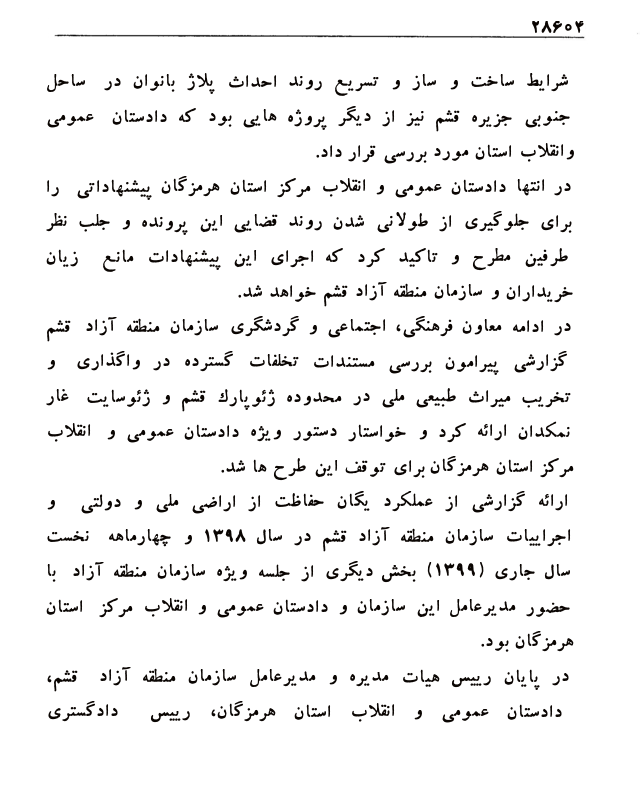 ۲۸۶۰۴
شرایط ساخت و ساز و تسریع روند احداث پلاژ بانوان در ساحل
جنوبی جزیره قشم نیز از دیگر پروژه هایی بود که دادستان عمومی
وانقلاب استان مورد بررسی قرار داد.
در انتها دادستان عمومی و انقلاب مرکز استان هرمزگان پیشنهاداتی را
برای جلوگیری از طولانی شدن روند قضایی این پرونده و جلب نظر
طرفین مطرح و تاکید کرد که اجرای این پیشنهادات مانع زیان
خریداران و سازمان منطقه آزاد قشم خواهد شد.
در ادامه معاون فرهنگی، اجتماعی و گردشگری سازمان منطقه آزاد قشم
گزارشی پیرامون بررسی مستندات تخلفات گسترده در واگذاری و
تخریب میراث طبیعی ملی در محدوده ژئوپارك قشم و ژئوسایت غار
نمکدان ارائه کرد و خواستار دستور ویژه دادستان عمومی و انقلاب
مرکز استان هرمزگان برای توقف این طرح ها شد.
ارائه گزارشی از عملکرد یگان حفاظت از اراضی ملی و دولتی و
اجراییات سازمان منطقه آزاد قشم در سال ۱۳۹۸ و چهارماهه نخست
سال جاری (۱۳۹۹) بخش دیگری از جلسه ویژه سازمان منطقه آزاد با
حضور مدیرعامل این سازمان و دادستان عمومی و انقلاب مرکز استان
هرمزگان بود.
در پایان رییس هیات مدیره و مدیرعامل سازمان منطقه آزاد قشم،
دادستان عمومی و انقلاب استان هرمزگان، رییس دادگستری